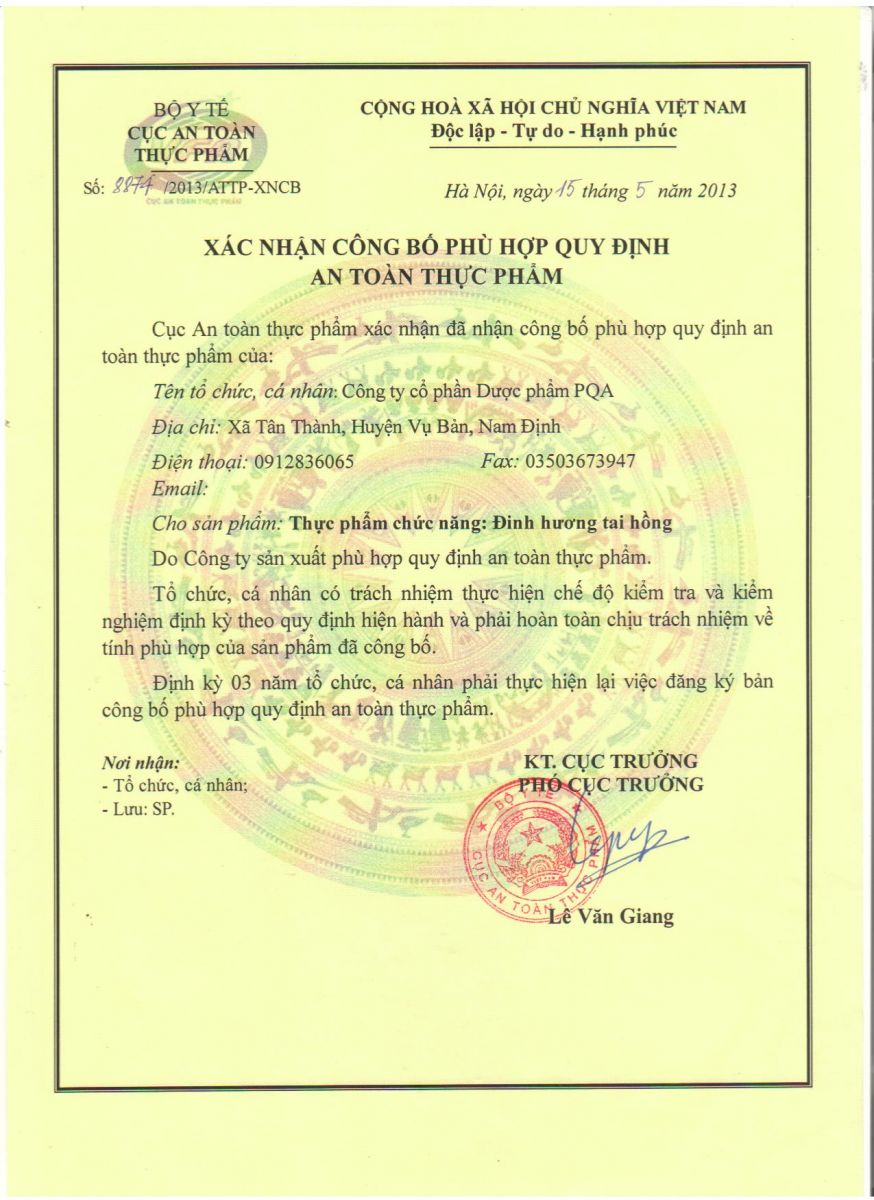 BỘ Y TẾ
CỤC AN TOÀN
THỰC PHẨM
Số: 8874 /2013/ATTP-XNCB
CỤC AN TOÀN THỰC PHẨM
CỘNG HOÀ XÃ HỘI CHỦ NGHĨA VIỆT NAM
Độc lập - Tự do - Hạnh phúc
Hà Nội, ngày 15 tháng 5 năm 2013
XÁC NHẬN CÔNG BỐ PHÙ HỢP QUY ĐỊNH
AN TOÀN THỰC PHẨM
Cục An toàn thực phẩm xác nhận đã nhận công bố phù hợp quy định an
toàn thực phẩm của:
Tên tổ chức, cá nhân: Công ty cổ phần Dược phẩm PQA
Địa chỉ: Xã Tân Thành, Huyện Vụ Bản, Nam Định
Điện thoại: 0912836065 Fax: 03503673947
Email:
Cho sản phẩm: Thực phẩm chức năng: Đinh hương tai hồng
Do Công ty sản xuất phù hợp quy định an toàn thực phẩm.
Tổ chức, cá nhân có trách nhiệm thực hiện chế độ kiểm tra và kiểm
nghiệm định kỳ theo quy định hiện hành và phải hoàn toàn chịu trách nhiệm về
tính phù hợp của sản phẩm đã công bố.
Định kỳ 03 năm tổ chức, cá nhân phải thực hiện lại việc đăng ký bản
công bố phù hợp quy định an toàn thực phẩm.
Nơi nhận:
- Tổ chức, cá nhân;
- Lưu: SP.
KT. CỤC TRƯỞNG
PHÓ CỤC TRƯỞNG
BỘ Y TẾ
CỤC AN TOÀN THỰC PHẨM
Lê Văn Giang